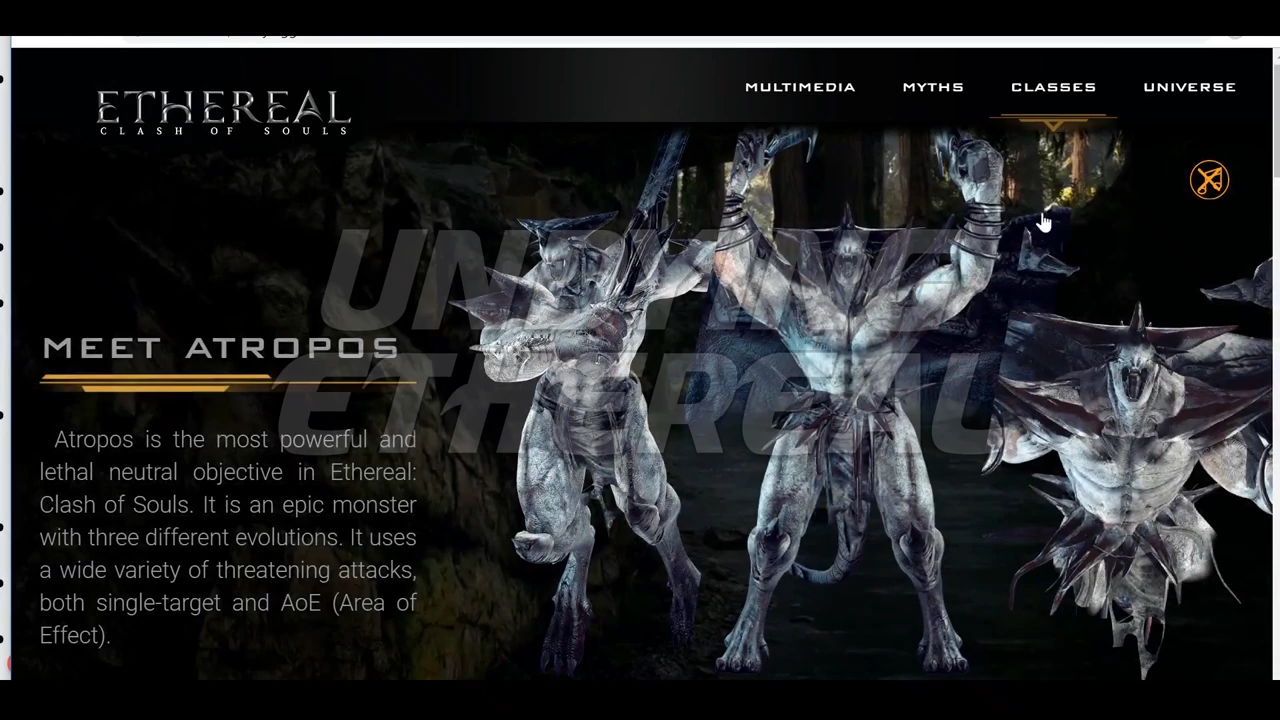 ETHEREAL
CLASH OF SOULS
MULTIMEDIA
MYTHS
CLASSES
UNIVERSE
UNDYING
ETHEREAL
MEET ATROPOS
Atropos is the most powerful and
lethal neutral objective in Ethereal:
Clash of Souls. It is an epic monster
with three different evolutions. It uses
a wide variety of threatening attacks,
both single-target and AoE (Area of
Effect).